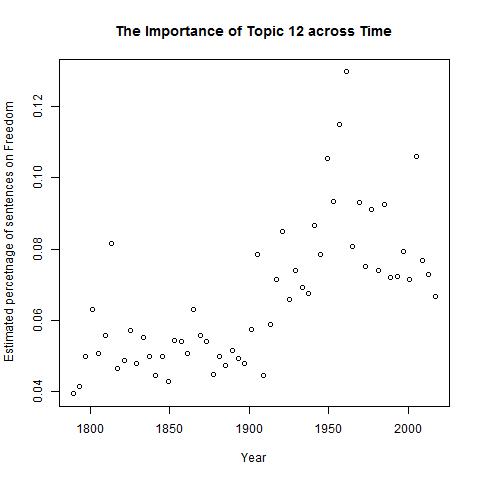 The Importance of Topic 12 across Time
Estimated percetnage of sentences on Freedom
0.12
0.10
0.08
0.06
0.04
1800 1850 1900 1950 2000
Year